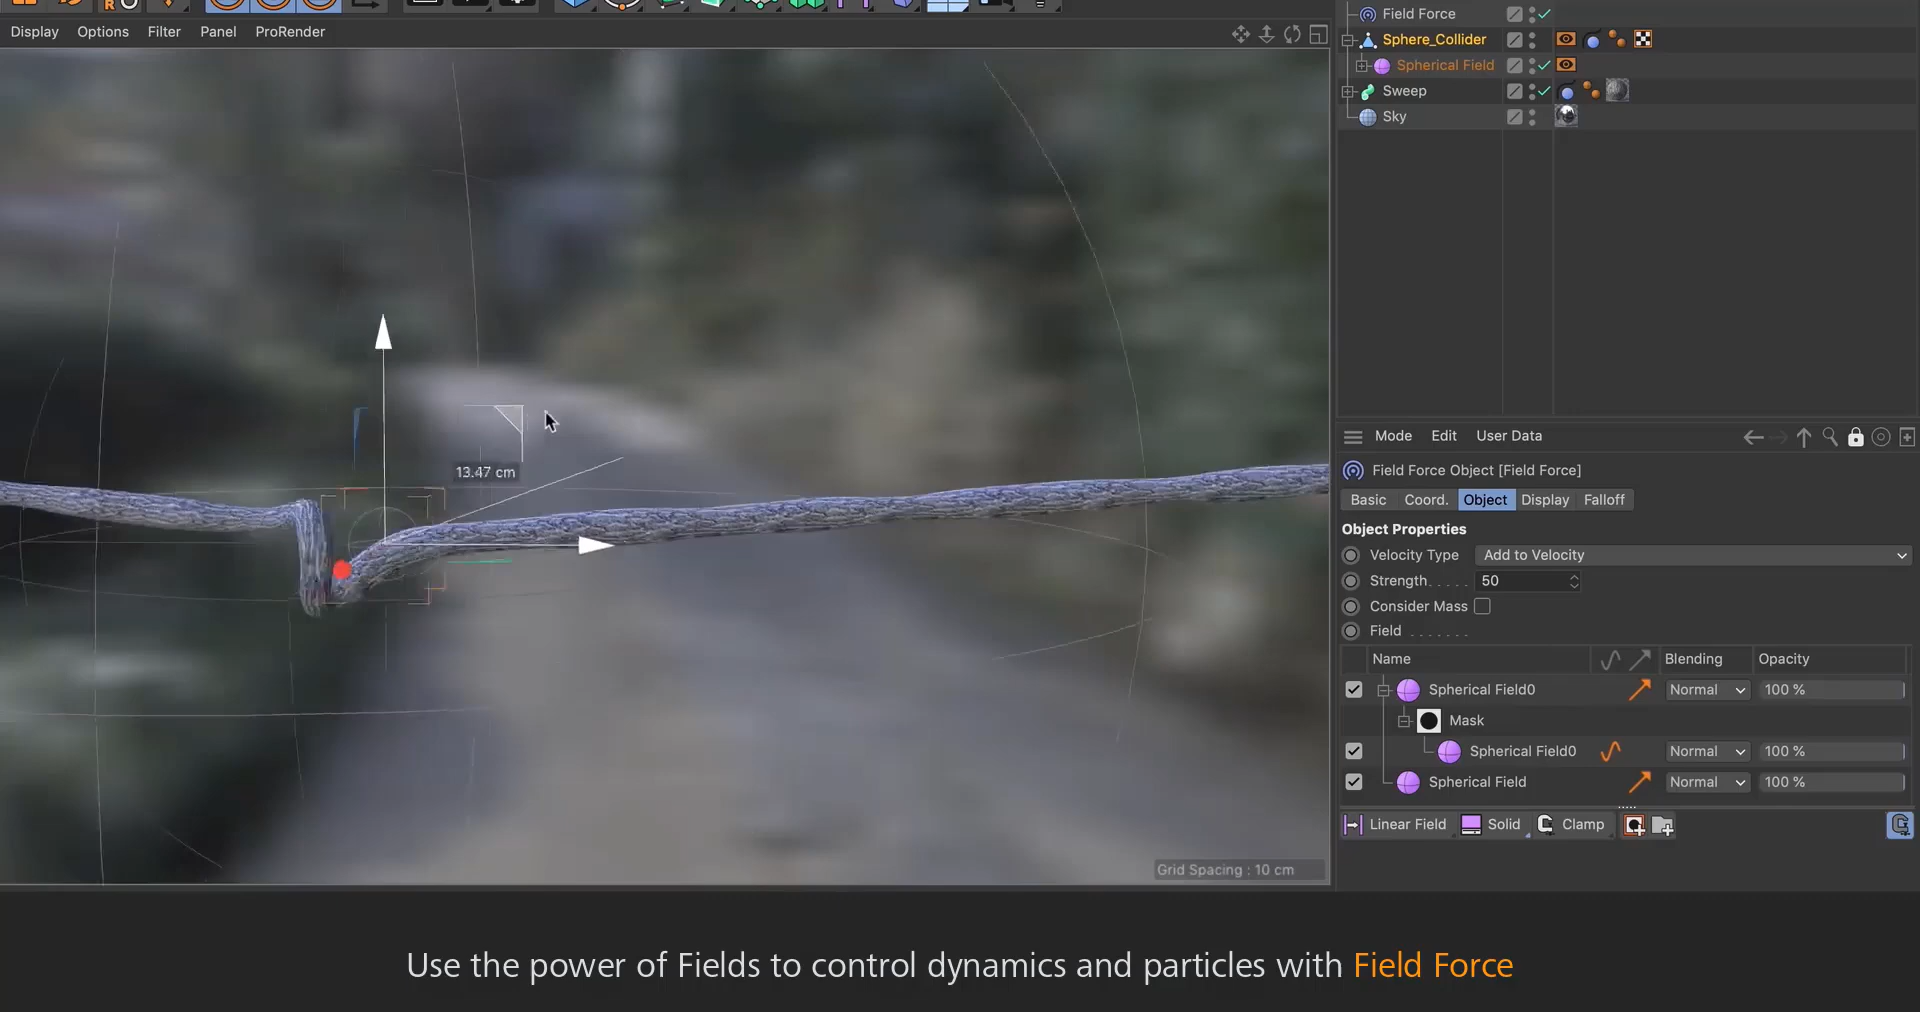 Display Options Filter Panel ProRender
13.47 cm
Grid Spacing : 10 cm
Field Force
Sphere_Collider
Spherical Field
Sweep
Sky
Mode Edit User Data
Field Force Object [Field Force]
Basic Coord. Object Display Falloff
Object Properties
Velocity Type Add to Velocity
Strength. . . . . 50
Consider Mass
Field . . . . . . .
Name Blending Opacity
Spherical Field0 Normal 100 %
Mask
Spherical Field0 Normal 100 %
Spherical Field Normal 100 %
Linear Field Solid Clamp
Use the power of Fields to control dynamics and particles with Field Force